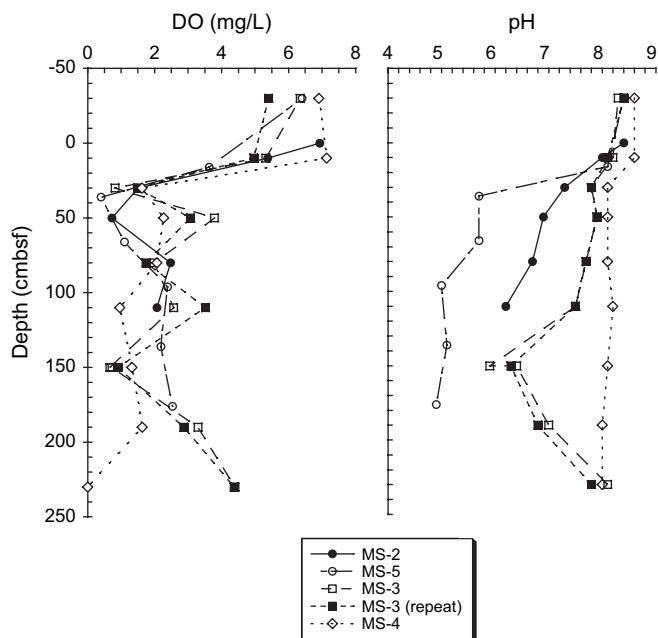 DO (mg/L)
pH
0 2 4 6 8
4 5 6 7 8 9
-50
0
50
100
150
200
250
Depth (cmbsf)
MS-2
MS-5
MS-3
MS-3 (repeat)
MS-4